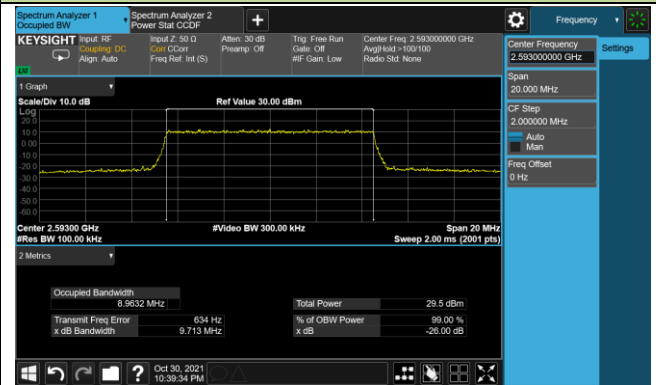 Spectrum Analyzer 1
Occupied BW
Spectrum Analyzer 2
Power Stat CCDF
+
Frequency
KEYSIGHT
Input: RF
Coupling: DC
Align: Auto
Input Z: 50 Ω
Corr CCorr
Freq Ref: Int (S)
Atten: 30 dB
Preamp: Off
Trig: Free Run
Gate: Off
#IF Gain: Low
Center Freq: 2.593000000 GHz
Avg|Hold:>100/100
Radio Std: None
LXI
Center Frequency
2.593000000 GHz
Settings
Span
20.000 MHz
CF Step
2.000000 MHz
Auto
Man
Freq Offset
0 Hz
1 Graph
Scale/Div 10.0 dB
Ref Value 30.00 dBm
Log
20.0
10.0
0.00
-10.0
-20.0
-30.0
-40.0
-50.0
-60.0
Center 2.59300 GHz
#Video BW 300.00 kHz
Span 20 MHz
#Res BW 100.00 kHz
Sweep 2.00 ms (2001 pts)
2 Metrics
Occupied Bandwidth
8.9632 MHz
Total Power 29.5 dBm
Transmit Freq Error 634 Hz
% of OBW Power 99.00 %
x dB Bandwidth 9.713 MHz
x dB -26.00 dB
?
Oct 30, 2021
10:39:34 PM